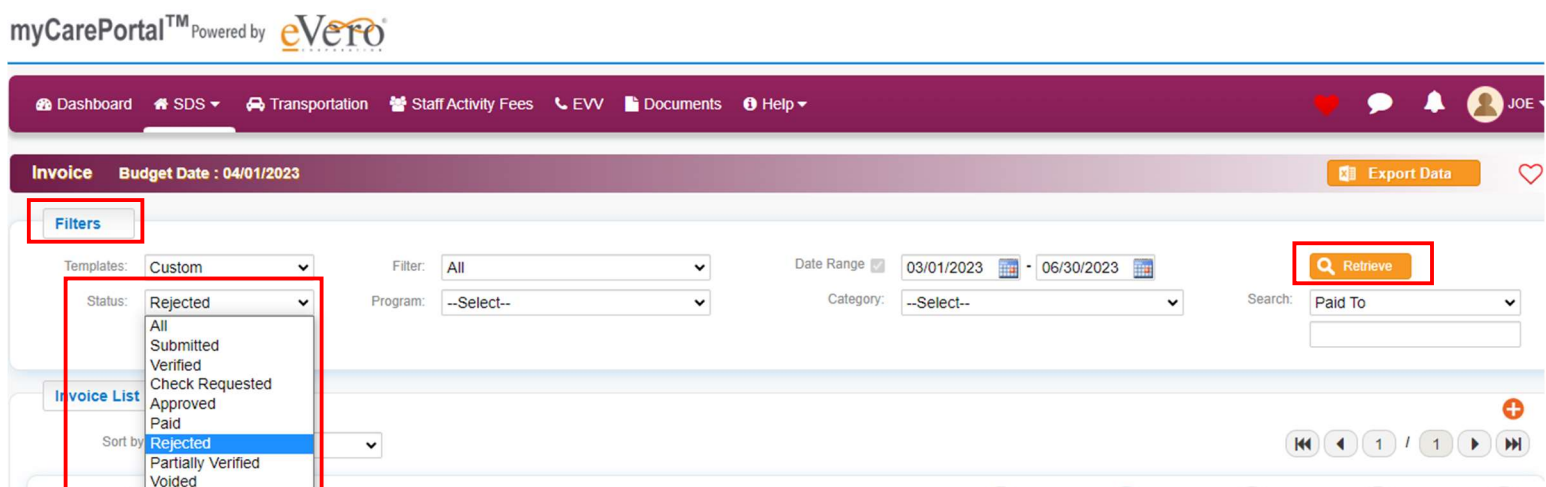 myCarePortal™ Powered by eVero
CORPORATION
Dashboard SDS Transportation Staff Activity Fees EVV Documents Help JOE
Invoice Budget Date : 04/01/2023 Export Data
Filters
Templates: Custom Filter: All Date Range 03/01/2023 - 06/30/2023 Retrieve
Status: Rejected Program: --Select-- Category: --Select-- Search: Paid To
All
Submitted
Verified
Check Requested
Approved
Paid
Rejected
Partially Verified
Voided
Invoice List
Sort by
1 / 1